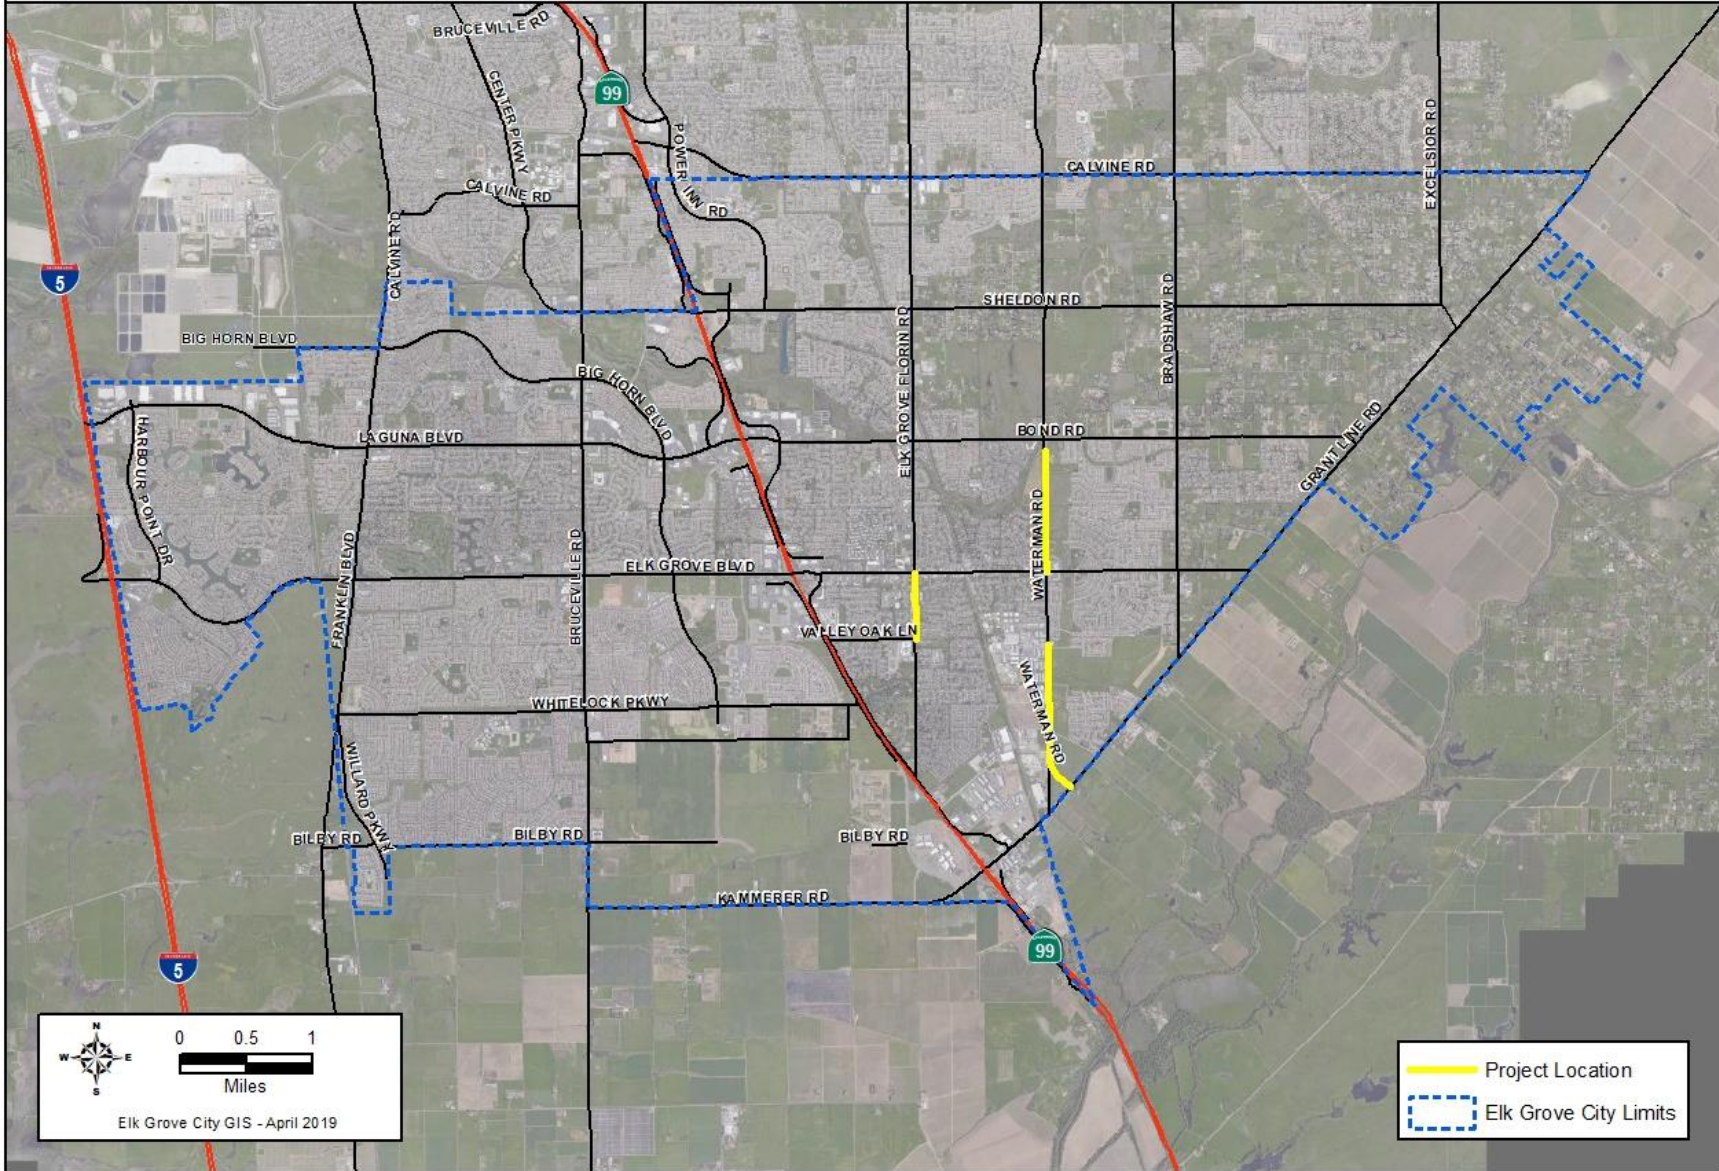 BRUCEVILLE RD
CENTER PKWY
99
POWER INN RD
CALVINE RD
EXCELSIOR RD
CALVINE RD
CALVINE RD
5
SHELDON RD
BIG HORN BLVD
ELK GROVE FLORIN RD
BRADSHAW RD
BIG HORN BLVD
HARBOUR POINT DR
LAGUNA BLVD
BOND RD
GRANT LINE RD
WATERMAN RD
FRANKLIN BLVD
BRUCEVILLE RD
ELK GROVE BLVD
VALLEY OAK LN
WATERMAN RD
WHITELOCK PKWY
WILLARD PKWY
BILBY RD
BILBY RD
BILBY RD
KAMMERER RD
99
5
N
W E
S
0 0.5 1
Miles
Elk Grove City GIS - April 2019
Project Location
Elk Grove City Limits